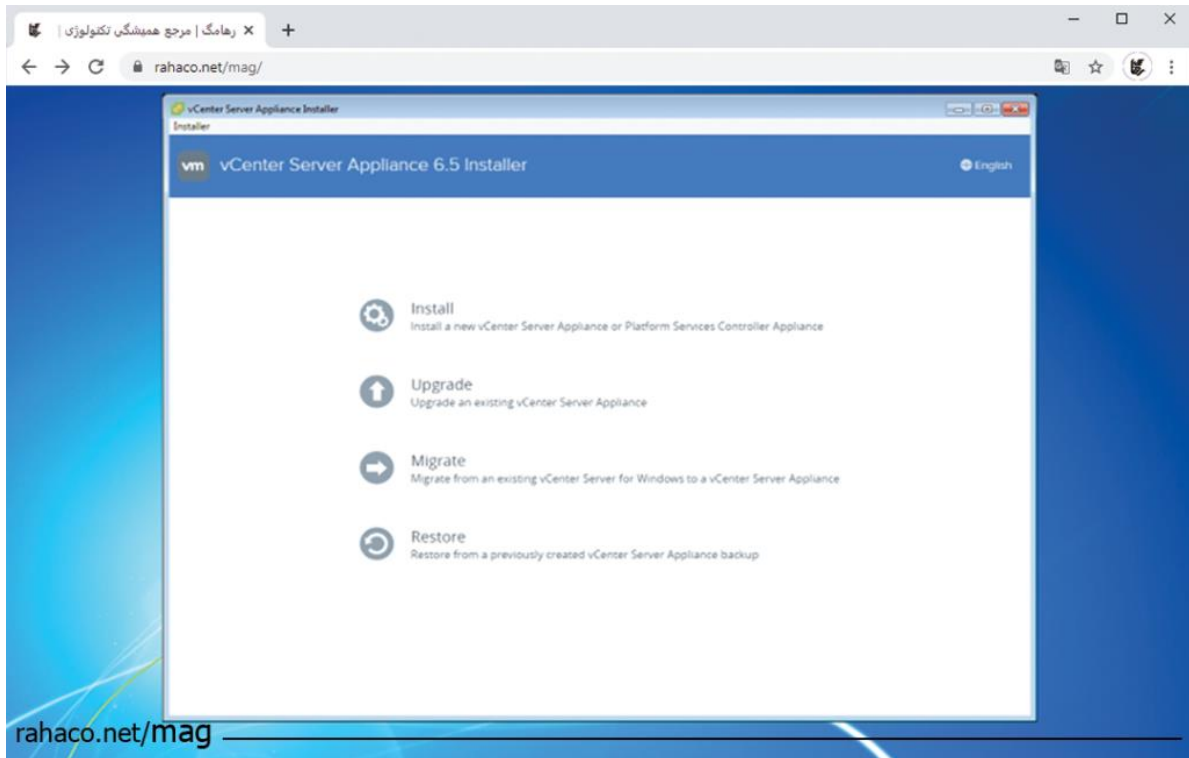 رهامگ | مرجع همیشگی تکنولوژی |
rahaco.net/mag/
vCenter Server Appliance Installer
Installer
vm vCenter Server Appliance 6.5 Installer
English
Install
Install a new vCenter Server Appliance or Platform Services Controller Appliance
Upgrade
Upgrade an existing vCenter Server Appliance
Migrate
Migrate from an existing vCenter Server for Windows to a vCenter Server Appliance
Restore
Restore from a previously created vCenter Server Appliance backup
rahaco.net/mag